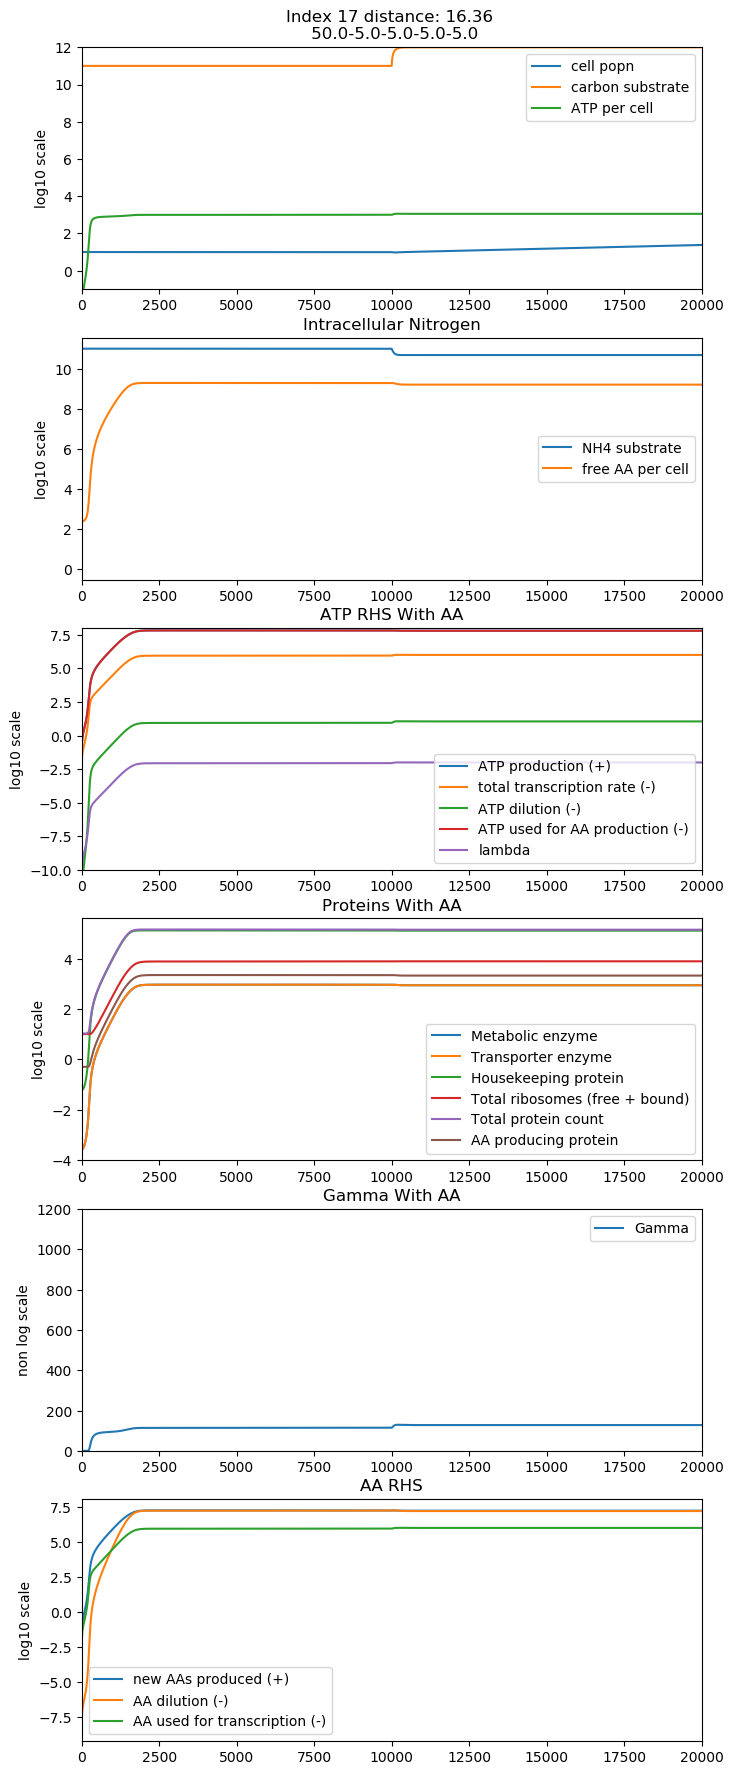 Index 17 distance: 16.36
50.0-5.0-5.0-5.0-5.0
12
10
8
6
4
2
0
log10 scale
cell popn
carbon substrate
ATP per cell
0 2500 5000 7500 10000 12500 15000 17500 20000
Intracellular Nitrogen
10
8
6
4
2
0
log10 scale
NH4 substrate
free AA per cell
0 2500 5000 7500 10000 12500 15000 17500 20000
ATP RHS With AA
7.5
5.0
2.5
0.0
−2.5
−5.0
−7.5
−10.0
log10 scale
ATP production (+)
total transcription rate (-)
ATP dilution (-)
ATP used for AA production (-)
lambda
0 2500 5000 7500 10000 12500 15000 17500 20000
Proteins With AA
4
2
0
−2
−4
log10 scale
Metabolic enzyme
Transporter enzyme
Housekeeping protein
Total ribosomes (free + bound)
Total protein count
AA producing protein
0 2500 5000 7500 10000 12500 15000 17500 20000
Gamma With AA
1200
1000
800
600
400
200
0
non log scale
Gamma
0 2500 5000 7500 10000 12500 15000 17500 20000
AA RHS
7.5
5.0
2.5
0.0
−2.5
−5.0
−7.5
log10 scale
new AAs produced (+)
AA dilution (-)
AA used for transcription (-)
0 2500 5000 7500 10000 12500 15000 17500 20000